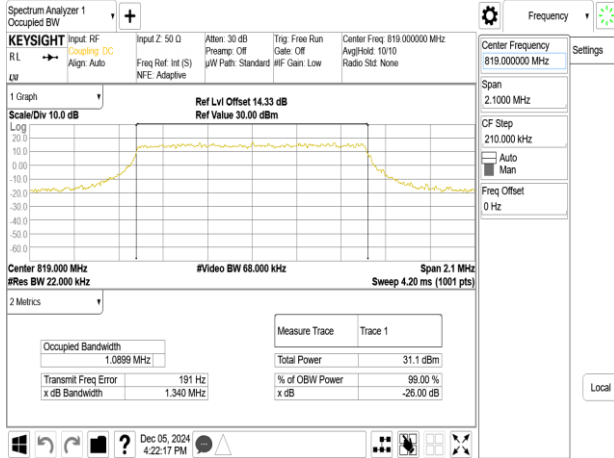 Spectrum Analyzer 1
Occupied BW
Frequency
KEYSIGHT
RL
Input: RF
Coupling: DC
Align: Auto
Input Z: 50 Ω
Freq Ref: Int (S)
NFE: Adaptive
Atten: 30 dB
Preamp: Off
µW Path: Standard
Trig: Free Run
Gate: Off
#IF Gain: Low
Center Freq: 819.000000 MHz
Avg|Hold: 10/10
Radio Std: None
Center Frequency
819.000000 MHz
Settings
Span
2.1000 MHz
CF Step
210.000 kHz
Auto
Man
Freq Offset
0 Hz
Local
1 Graph
Scale/Div 10.0 dB
Ref Lvl Offset 14.33 dB
Ref Value 30.00 dBm
Log
20.0
10.0
0.00
-10.0
-20.0
-30.0
-40.0
-50.0
-60.0
Center 819.000 MHz
#Video BW 68.000 kHz
Span 2.1 MHz
#Res BW 22.000 kHz
Sweep 4.20 ms (1001 pts)
2 Metrics
Measure Trace
Trace 1
Occupied Bandwidth
1.0899 MHz
Total Power
31.1 dBm
Transmit Freq Error
191 Hz
% of OBW Power
99.00 %
x dB Bandwidth
1.340 MHz
x dB
-26.00 dB
?
Dec 05, 2024
4:22:17 PM